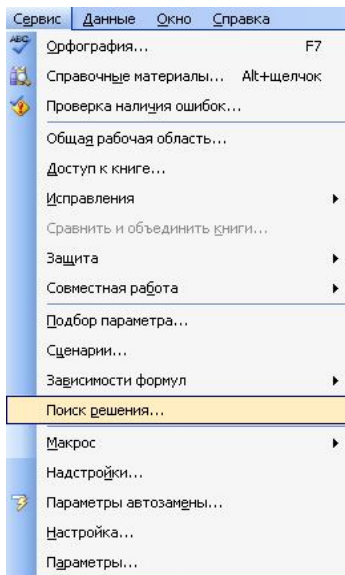 Сервис Данные Окно Справка
ABC Орфография... F7
Справочные материалы... Alt+щелчок
Проверка наличия ошибок...
Общая рабочая область...
Доступ к книге...
Исправления
Сравнить и объединить книги...
Защита
Совместная работа
Подбор параметра...
Сценарии...
Зависимости формул
Поиск решения...
Макрос
Надстройки...
Параметры автозамены...
Настройка...
Параметры...